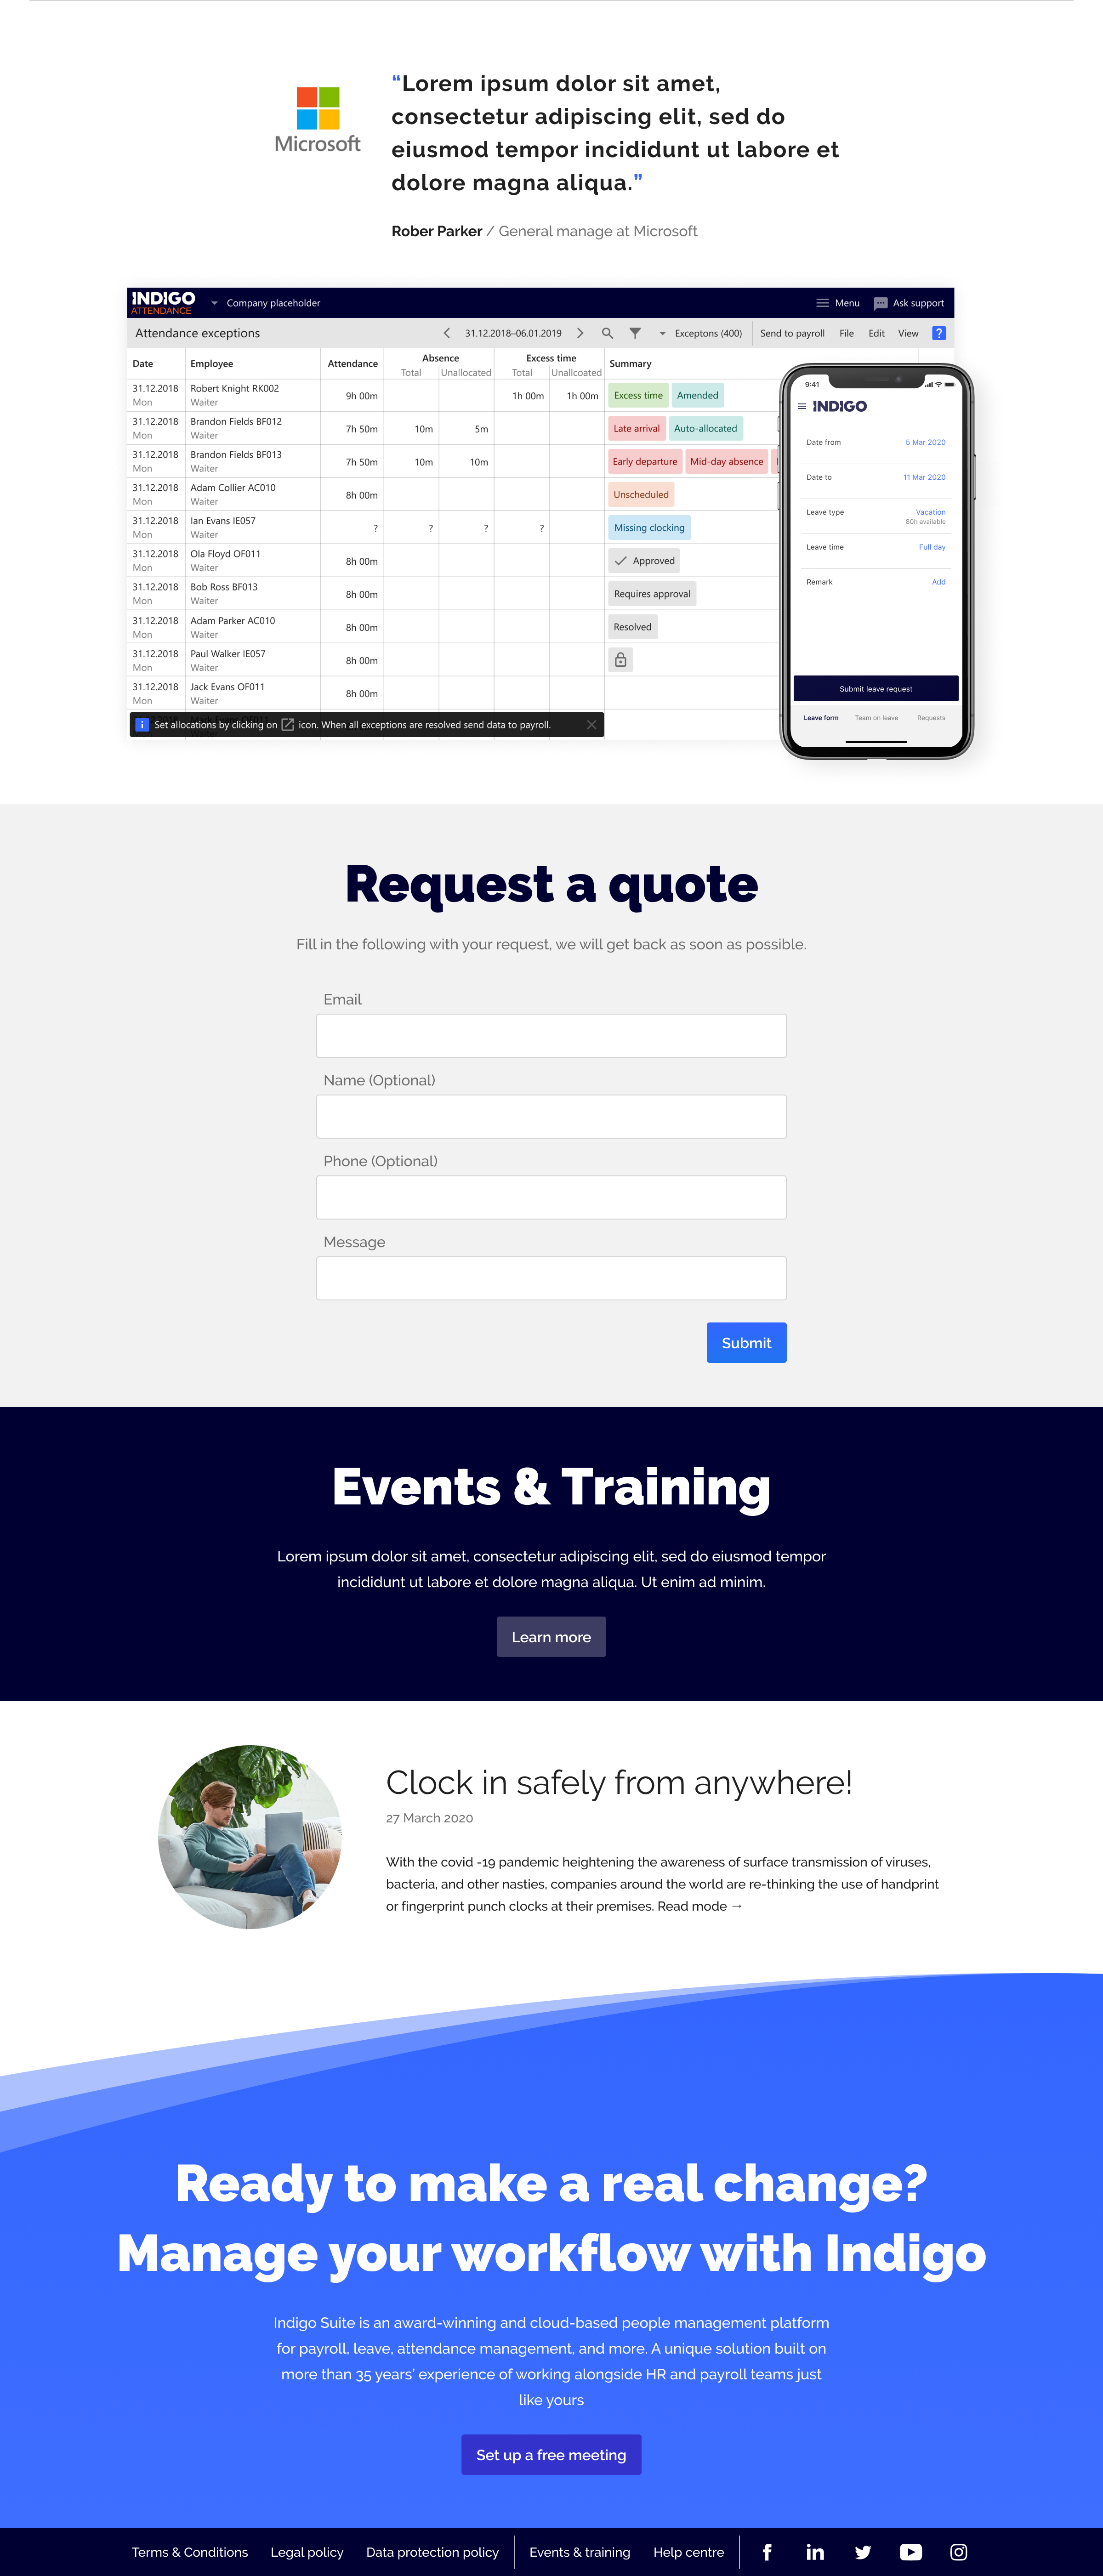 Microsoft
“Lorem ipsum dolor sit amet,
consectetur adipiscing elit, sed do
eiusmod tempor incididunt ut labore et
dolore magna aliqua.”
Rober Parker / General manage at Microsoft
INDIGO
ATTENDANCE
Company placeholder
Menu
Ask support
Attendance exceptions
31.12.2018–06.01.2019
Exceptons (400)
Send to payroll
File
Edit
View
?
Date Employee Attendance Absence Excess time Summary
Total Unallocated Total Unallcoated
31.12.2018 Robert Knight RK002 9h 00m 1h 00m 1h 00m Excess time Amended
Mon Waiter
31.12.2018 Brandon Fields BF012 7h 50m 10m 5m Late arrival Auto-allocated
Mon Waiter
31.12.2018 Brandon Fields BF013 7h 50m 10m 10m Early departure Mid-day absence
Mon Waiter
31.12.2018 Adam Collier AC010 8h 00m Unscheduled
Mon Waiter
31.12.2018 Ian Evans IE057 ? ? ? ? Missing clocking
Mon Waiter
31.12.2018 Ola Floyd OF011 8h 00m Approved
Mon Waiter
31.12.2018 Bob Ross BF013 8h 00m Requires approval
Mon Waiter
31.12.2018 Adam Parker AC010 8h 00m Resolved
Mon Waiter
31.12.2018 Paul Walker IE057 8h 00m
Mon Waiter
31.12.2018 Jack Evans OF011 8h 00m
Mon Waiter
i Set allocations by clicking on icon. When all exceptions are resolved send data to payroll.
9:41
INDIGO
Date from 5 Mar 2020
Date to 11 Mar 2020
Leave type Vacation
80h available
Leave time Full day
Remark Add
Submit leave request
Leave form Team on leave Requests
Request a quote
Fill in the following with your request, we will get back as soon as possible.
Email
Name (Optional)
Phone (Optional)
Message
Submit
Events & Training
Lorem ipsum dolor sit amet, consectetur adipiscing elit, sed do eiusmod tempor
incididunt ut labore et dolore magna aliqua. Ut enim ad minim.
Learn more
Clock in safely from anywhere!
27 March 2020
With the covid -19 pandemic heightening the awareness of surface transmission of viruses,
bacteria, and other nasties, companies around the world are re-thinking the use of handprint
or fingerprint punch clocks at their premises. Read mode →
Ready to make a real change?
Manage your workflow with Indigo
Indigo Suite is an award-winning and cloud-based people management platform
for payroll, leave, attendance management, and more. A unique solution built on
more than 35 years’ experience of working alongside HR and payroll teams just
like yours
Set up a free meeting
Terms & Conditions Legal policy Data protection policy Events & training Help centre